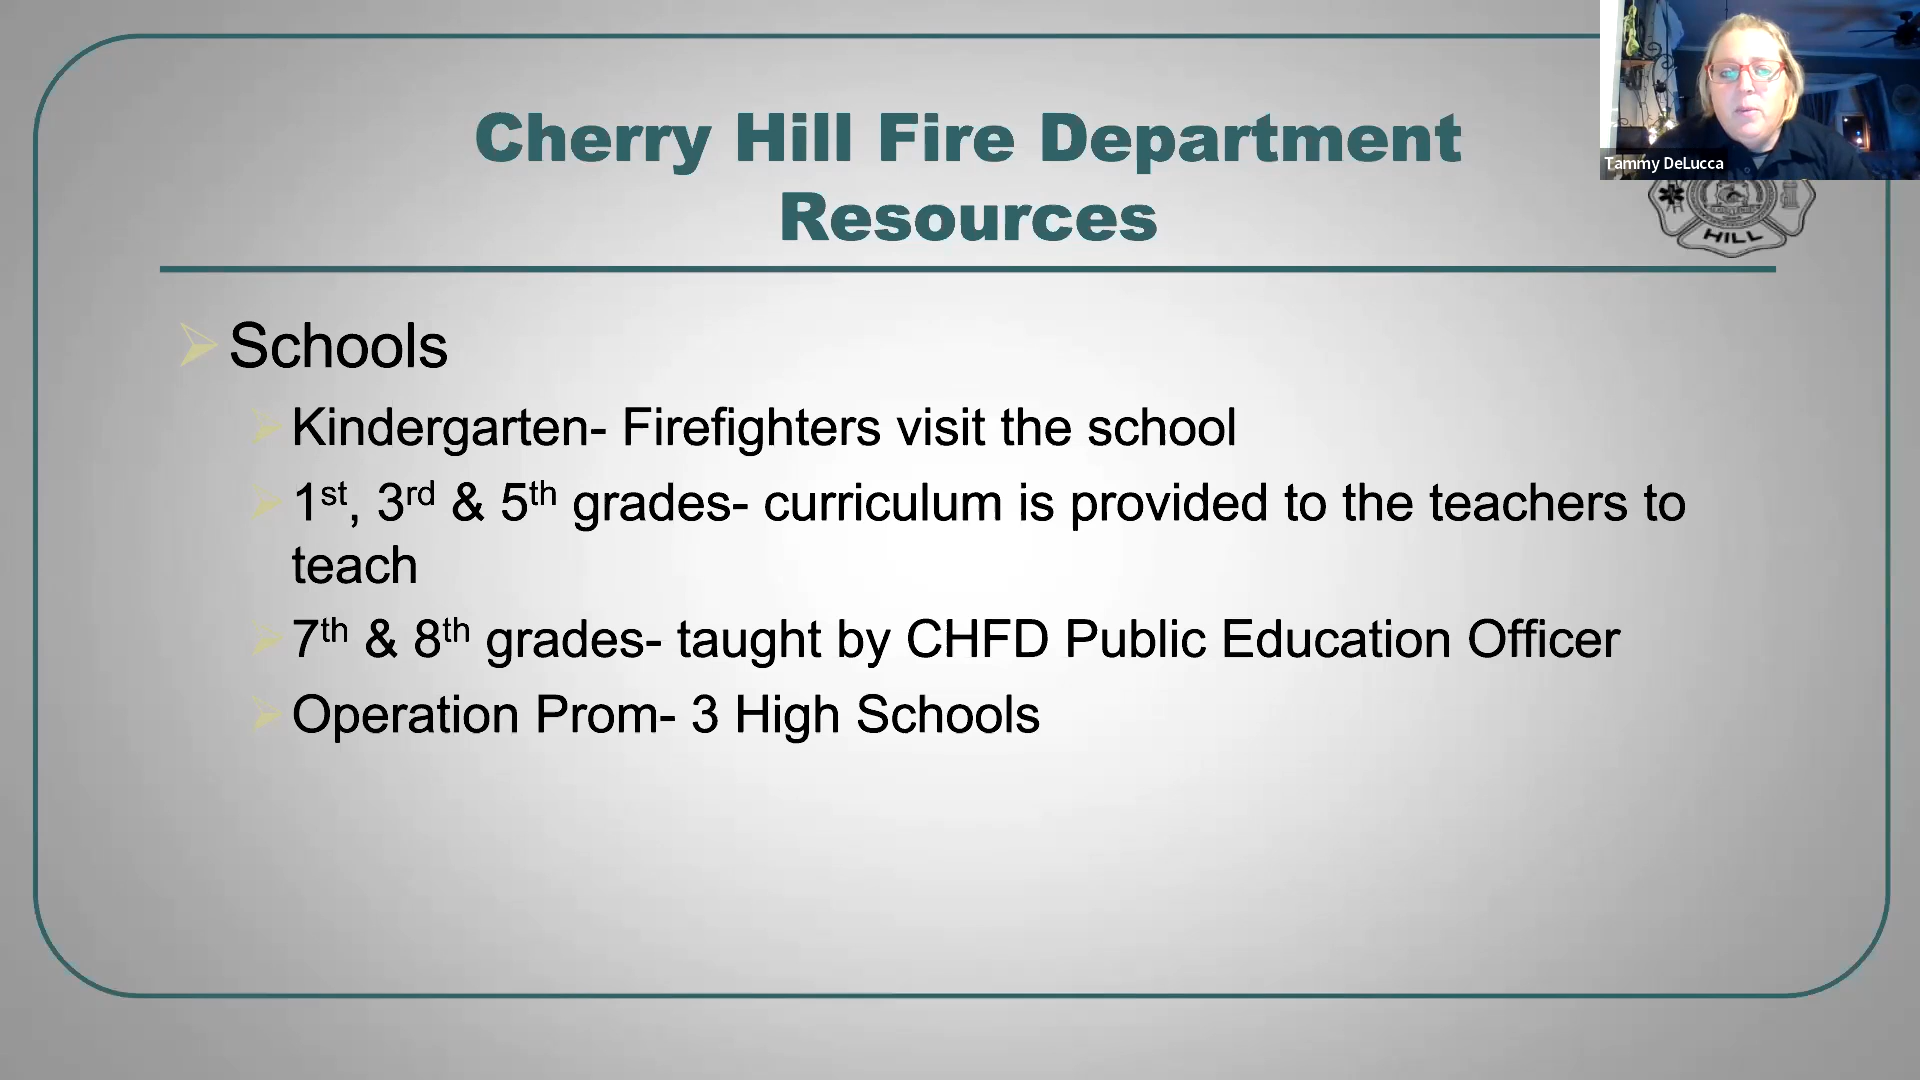 Cherry Hill Fire Department
Resources
Tammy DeLucca
HILL
Schools
Kindergarten- Firefighters visit the school
1st, 3rd & 5th grades- curriculum is provided to the teachers to
teach
7th & 8th grades- taught by CHFD Public Education Officer
Operation Prom- 3 High Schools